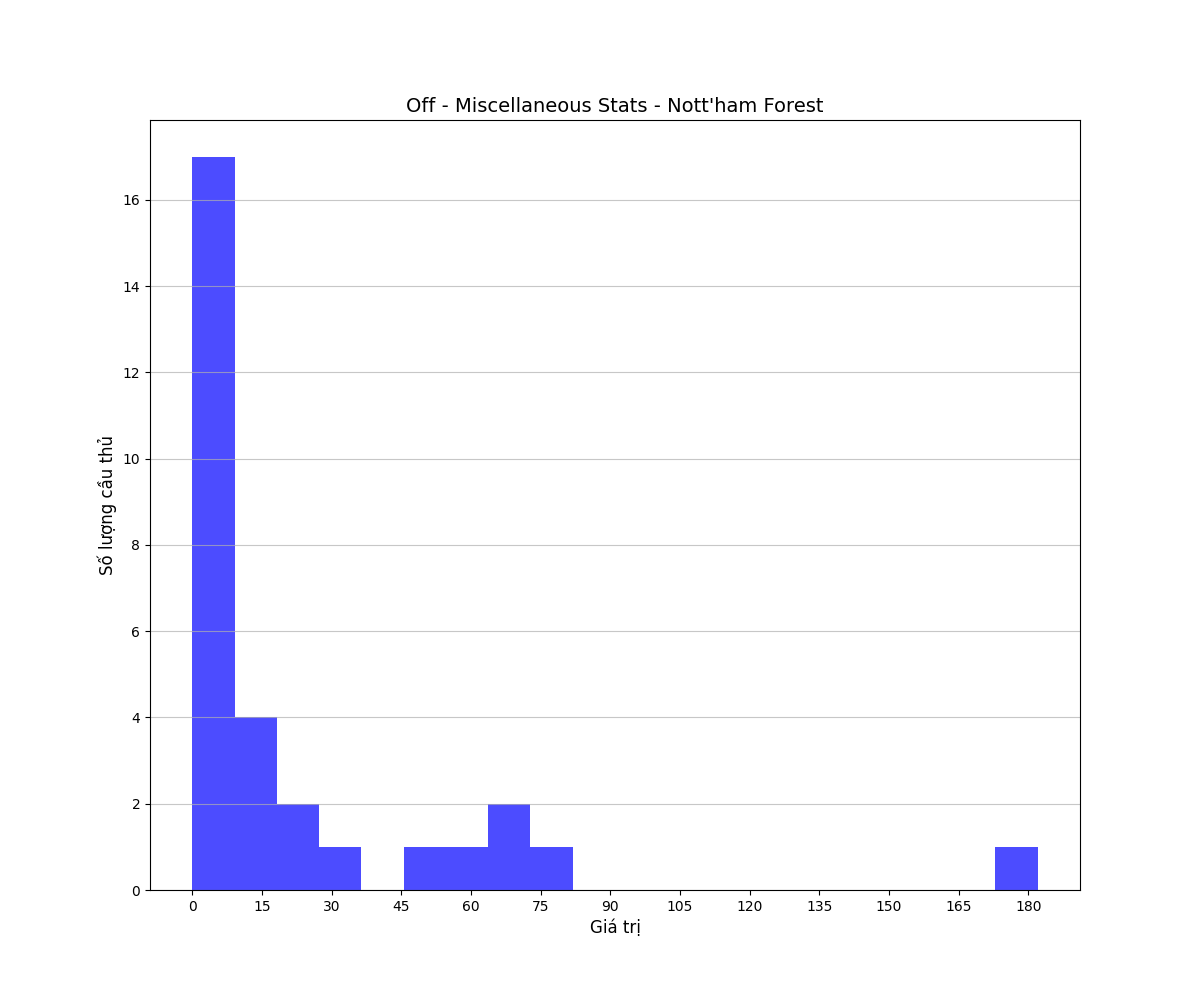 Off - Miscellaneous Stats - Nott'ham Forest
Số lượng cầu thủ
16
14
12
10
8
6
4
2
0
0 15 30 45 60 75 90 105 120 135 150 165 180
Giá trị